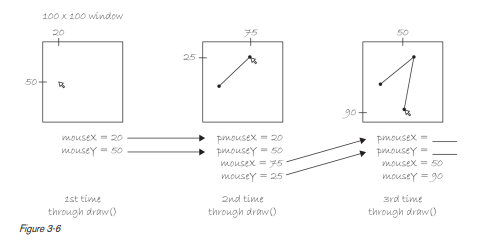 100 x 100 window
20
50
mouseX = 20
mouseY = 50
1st time
through draw()
75
25
pmouseX = 20
pmouseY = 50
mouseX = 75
mouseY = 25
2nd time
through draw()
50
90
pmouseX = ____
pmouseY = ____
mouseX = 50
mouseY = 90
3rd time
through draw()
Figure 3-6